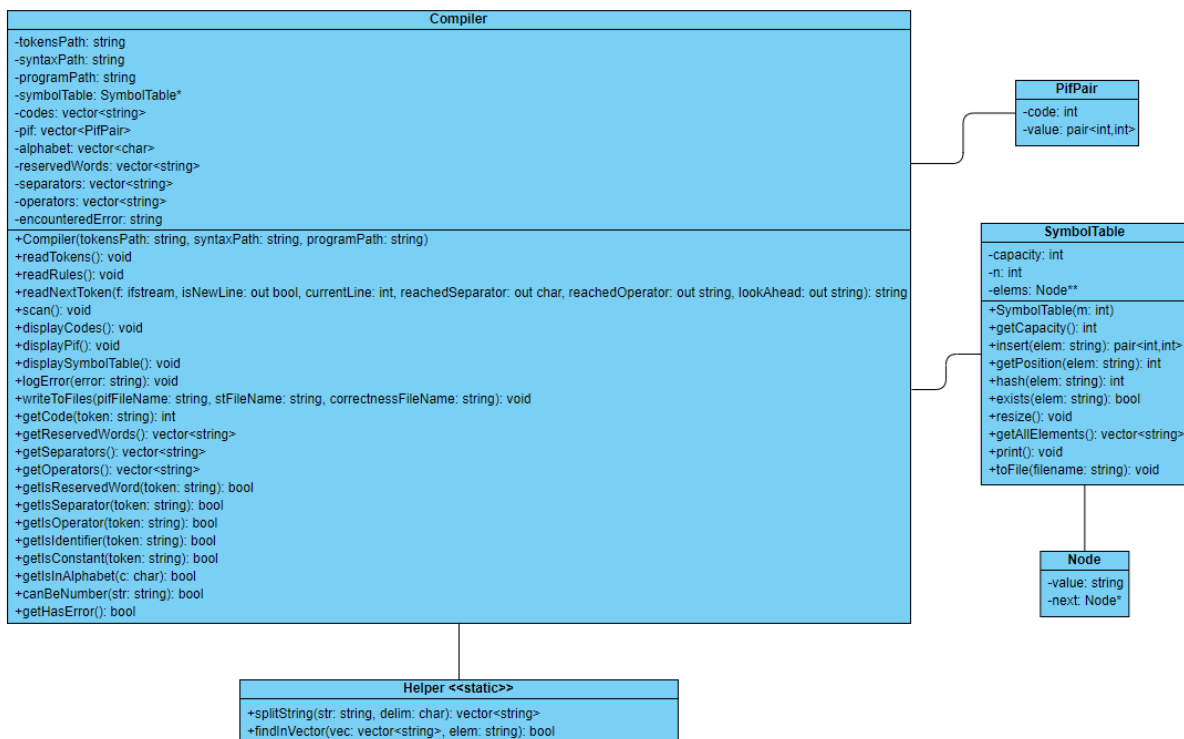 Compiler
-tokensPath: string
-syntaxPath: string
-programPath: string
-symbolTable: SymbolTable*
-codes: vector<string>
-pif: vector<PifPair>
-alphabet: vector<char>
-reservedWords: vector<string>
-separators: vector<string>
-operators: vector<string>
-encounteredError: string
+Compiler(tokensPath: string, syntaxPath: string, programPath: string)
+readTokens(): void
+readRules(): void
+readNextToken(f: ifstream, isNewLine: out bool, currentLine: int, reachedSeparator: out char, reachedOperator: out string, lookAhead: out string): string
+scan(): void
+displayCodes(): void
+displayPif(): void
+displaySymbolTable(): void
+logError(error: string): void
+writeToFiles(pifFileName: string, stFileName: string, correctnessFileName: string): void
+getCode(token: string): int
+getReservedWords(): vector<string>
+getSeparators(): vector<string>
+getOperators(): vector<string>
+getIsReservedWord(token: string): bool
+getIsSeparator(token: string): bool
+getIsOperator(token: string): bool
+getIsIdentifier(token: string): bool
+getIsConstant(token: string): bool
+getIsInAlphabet(c: char): bool
+canBeNumber(str: string): bool
+getHasError(): bool
PifPair
-code: int
-value: pair<int,int>
SymbolTable
-capacity: int
-n: int
-elems: Node**
+SymbolTable(m: int)
+getCapacity(): int
+insert(elem: string): pair<int,int>
+getPosition(elem: string): int
+hash(elem: string): int
+exists(elem: string): bool
+resize(): void
+getAllElements(): vector<string>
+print(): void
+toFile(filename: string): void
Node
-value: string
-next: Node*
Helper <<static>>
+splitString(str: string, delim: char): vector<string>
+findInVector(vec: vector<string>, elem: string): bool